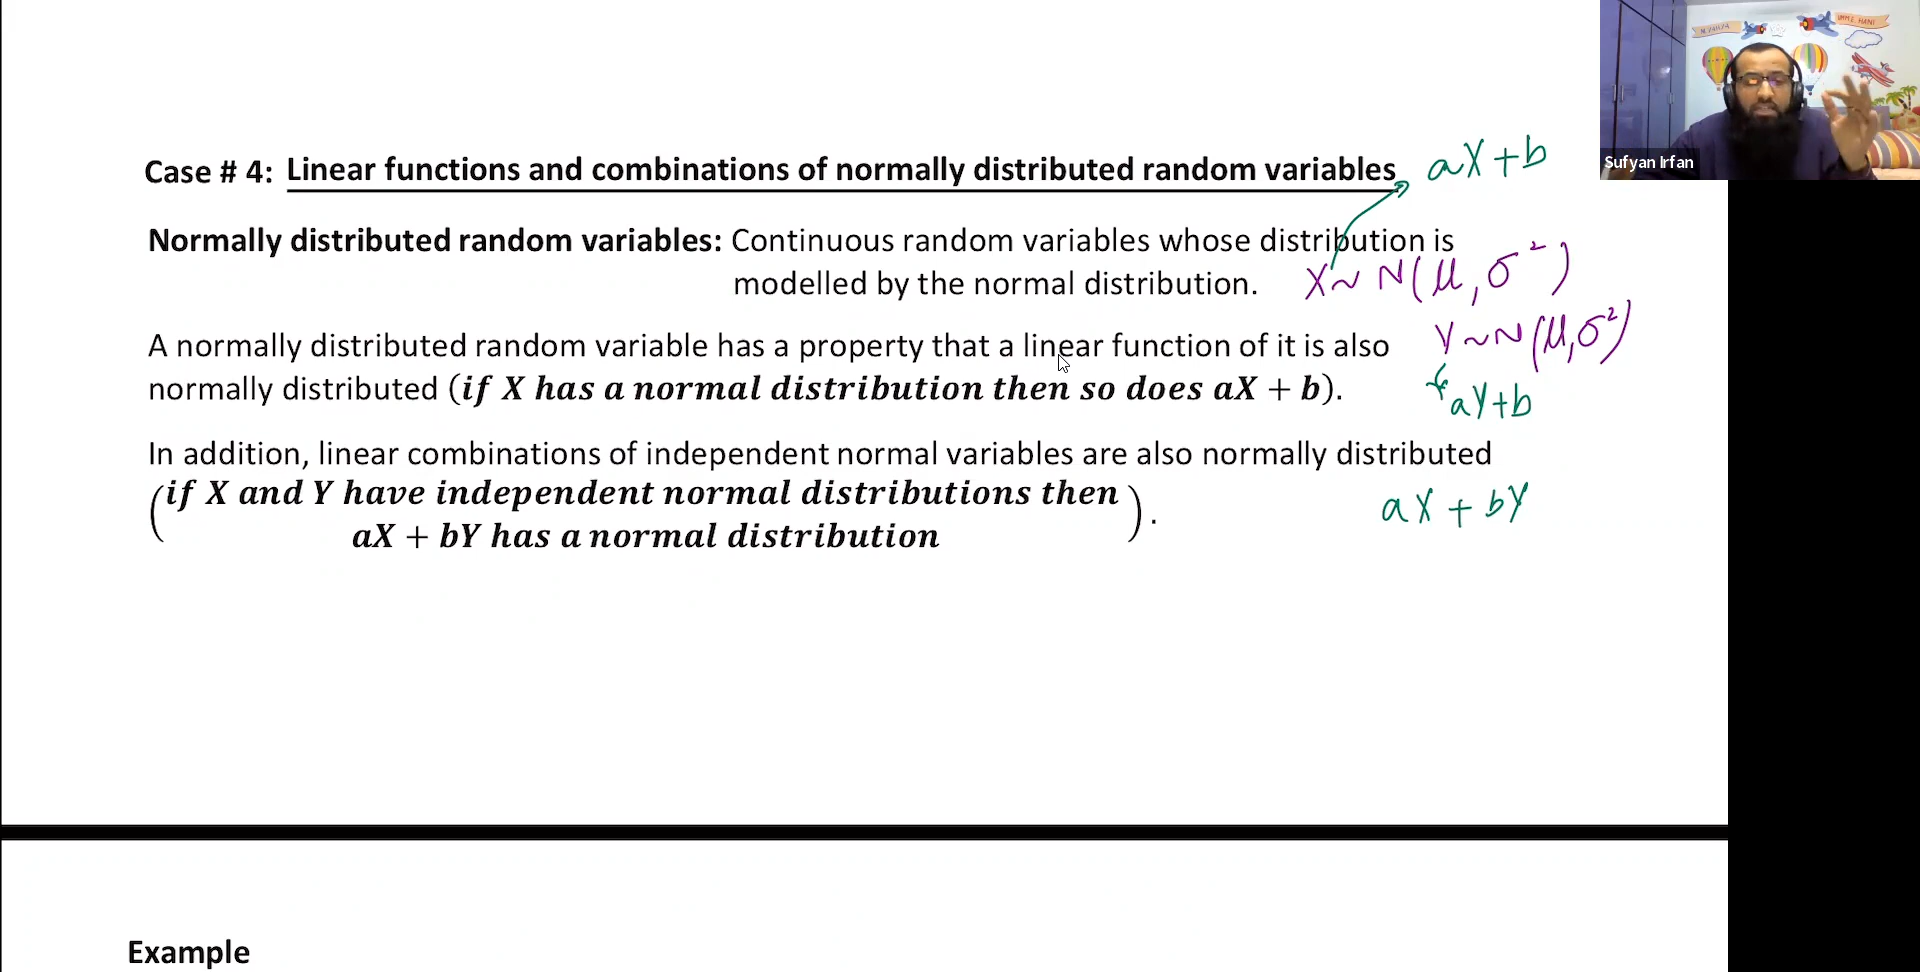 Case # 4: Linear functions and combinations of normally distributed random variables
aX+b
Normally distributed random variables: Continuous random variables whose distribution is
modelled by the normal distribution.
X~N(μ,σ²)
Y~N(μ,σ²)
A normally distributed random variable has a property that a linear function of it is also
normally distributed (if X has a normal distribution then so does aX + b).
aY+b
In addition, linear combinations of independent normal variables are also normally distributed
(if X and Y have independent normal distributions then
aX + bY has a normal distribution).
aX + bY
Example
Sufyan Irfan